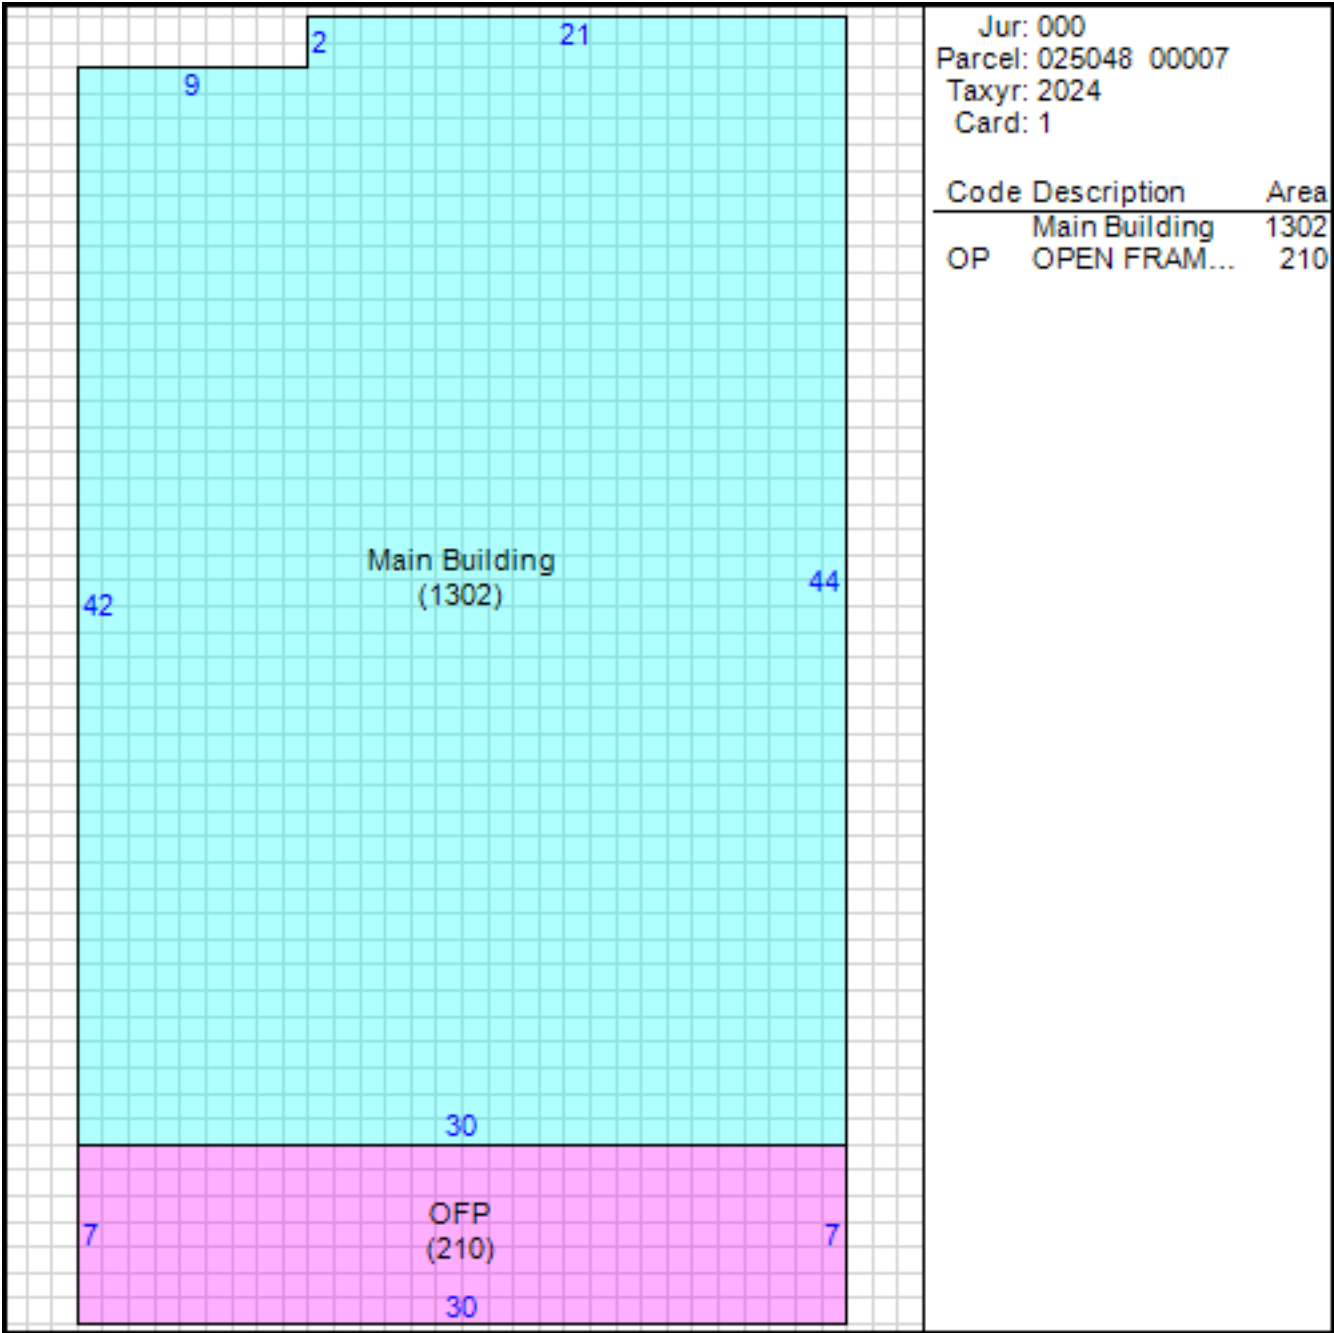 2
21
9
Main Building
(1302)
42
44
30
OFP
(210)
7
7
30
Jur: 000
Parcel: 025048 00007
Taxyr: 2024
Card: 1
Code Description Area
Main Building 1302
OP OPEN FRAM... 210